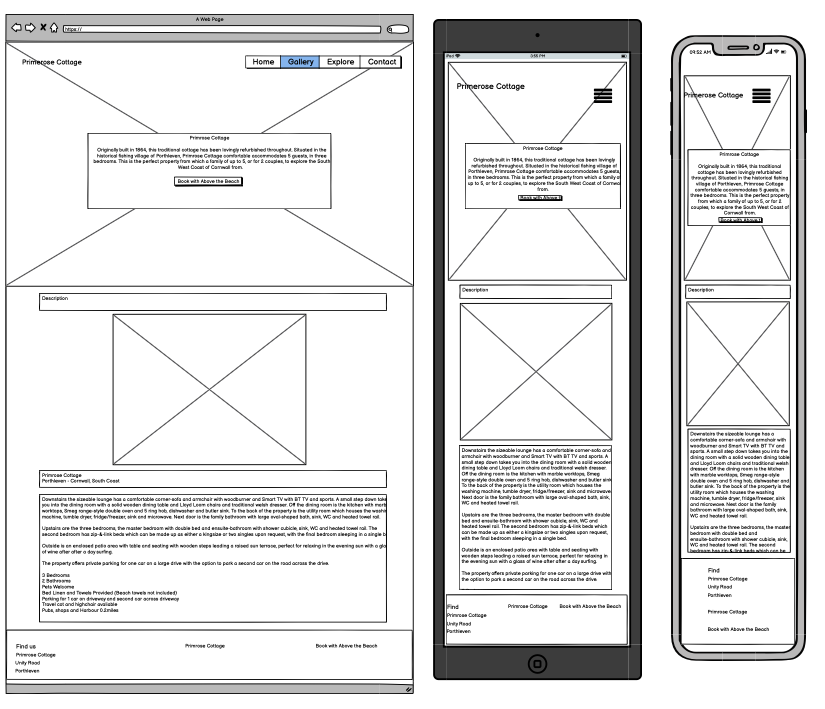 A Web Page
https://
Primerose Cottage
Home Gallery Explore Contact
Primrose Cottage
Originally built in 1864, this traditional cottage has been lovingly
refurbished throughout. Situated in the
historical fishing village of Porthleven, Primrose Cottage comfortable accommodates 5 guests, in three
bedrooms. This is the perfect property from which a family of up to 5, or for 2 couples, to explore the South
West Coast of Cornwall from.
Book with Above the Beach
Description
Primrose Cottage
Porthleven - Cornwall, South Coast
Downstairs the sizeable lounge has a comfortable corner-sofa and armchair with woodburner and Smart TV with BT TV and sports. A small step down take
you into the dining room with a solid wooden dining table and Lloyd Loom chairs and traditional welsh dresser. Off the dining room is the kitchen with marb
worktops, Smeg range-style double oven and 5 ring hob, dishwasher and butler sink. To the back of the property is the utility room which houses the washi
machine, tumble dryer, fridge/freezer, sink and microwave. Next door is the family bathroom with large oval-shaped bath, sink, WC and heated towel rail.
Upstairs are the three bedrooms, the master bedroom with double bed and ensuite-bathroom with shower cubicle, sink, WC and heated towel rail. The
second bedroom has zip-&-link beds which can be made up as either a kingsize or two singles upon request, with the final bedroom sleeping in a single b
Outside is an enclosed patio area with table and seating with wooden steps leading a raised sun terrace, perfect for relaxing in the evening sun with a gla
of wine after after a day surfing.
The property offers private parking for one car on a large drive with the option to park a second car on the road across the drive.
3 Bedrooms
2 Bathrooms
Pets Welcome
Bed Linen and Towels Provided (Beach towels not included)
Parking for 1 car on driveway and second car across driveway
Travel cot and highchair available
Pubs, shops and Harbour 0.2miles
Find us
Primrose Cottage
Book with Above the Beach
Primrose Cottage
Unity Road
Porthleven
iPod
3:55 PM
Primerose Cottage
Primrose Cottage
Originally built in 1864, this traditional cottage has been lovingly
refurbished throughout. Situated in the historical fishing village of
Porthleven, Primrose Cottage comfortable accommodates 5 guests,
in three bedrooms. This is the perfect property from which a family o
up to 5, or for 2 couples, to explore the South West Coast of Cornwa
from.
Book with Above t
Description
Downstairs the sizeable lounge has a comfortable corner-sofa and
armchair with woodburner and Smart TV with BT TV and sports. A
small step down takes you into the dining room with a solid wooden
dining table and Lloyd Loom chairs and traditional welsh dresser.
Off the dining room is the kitchen with marble worktops, Smeg
range-style double oven and 5 ring hob, dishwasher and butler sink.
To the back of the property is the utility room which houses the
washing machine, tumble dryer, fridge/freezer, sink and microwave.
Next door is the family bathroom with large oval-shaped bath, sink,
WC and heated towel rail.
Upstairs are the three bedrooms, the master bedroom with double
bed and ensuite-bathroom with shower cubicle, sink, WC and
heated towel rail. The second bedroom has zip-&-link beds which
can be made up as either a kingsize or two singles upon request,
with the final bedroom sleeping in a single bed.
Outside is an enclosed patio area with table and seating with
wooden steps leading a raised sun terrace, perfect for relaxing in
the evening sun with a glass of wine after after a day surfing.
The property offers private parking for one car on a large drive with
the option to park a second car on the road across the drive.
Find
Primrose Cottage
Book with Above the Beach
Primrose Cottage
Unity Road
Porthleven
09:52 AM
Primerose Cottage
Primrose Cottage
Originally built in 1864, this traditional
cottage has been lovingly refurbished
throughout. Situated in the historical fishing
village of Porthleven, Primrose Cottage
comfortable accommodates 5 guests, in
three bedrooms. This is the perfect property
from which a family of up to 5, or for 2
couples, to explore the South West Coast of
Cornwall from.
Book with Above t
Description
Downstairs the sizeable lounge has a
comfortable corner-sofa and armchair with
woodburner and Smart TV with BT TV and
sports. A small step down takes you into the
dining room with a solid wooden dining table
and Lloyd Loom chairs and traditional welsh
dresser. Off the dining room is the kitchen
with marble worktops, Smeg range-style
double oven and 5 ring hob, dishwasher and
butler sink. To the back of the property is the
utility room which houses the washing
machine, tumble dryer, fridge/freezer, sink
and microwave. Next door is the family
bathroom with large oval-shaped bath, sink,
WC and heated towel rail.
Upstairs are the three bedrooms, the master
bedroom with double bed and
ensuite-bathroom with shower cubicle, sink,
WC and heated towel rail. The second
bedroom has zip-&-link beds which can be
Find
Primrose Cottage
Unity Road
Porthleven
Primrose Cottage
Book with Above the Beach